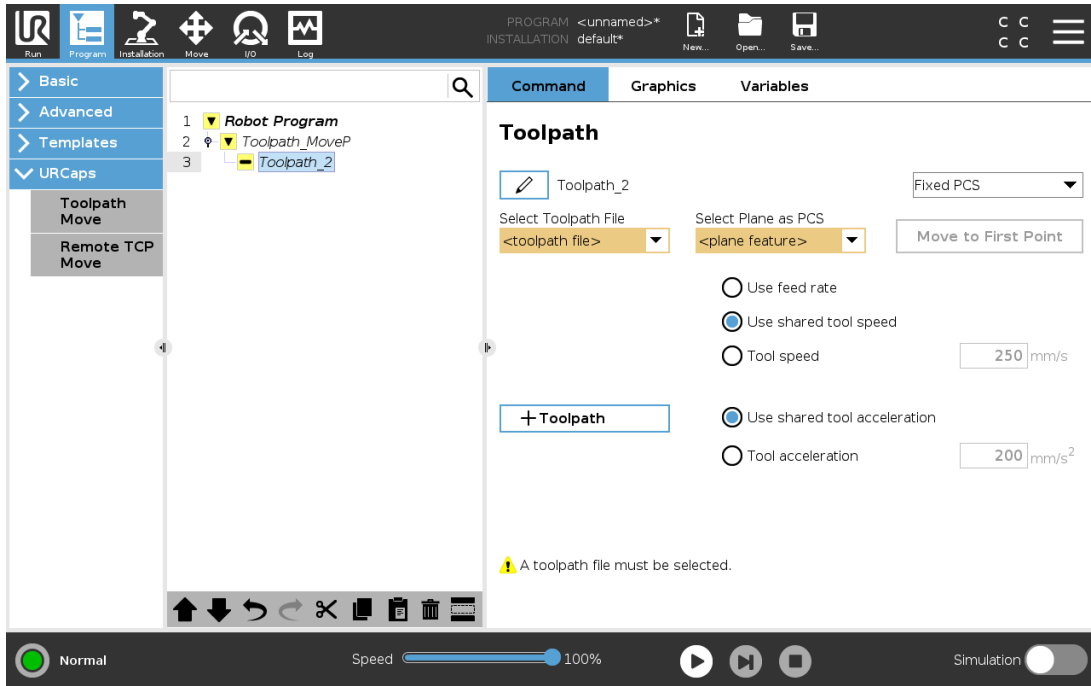 UR
PROGRAM <unnamed>*
INSTALLATION default*
Run
Program
Installation
Move
I/O
Log
New...
Open...
Save...
C C
C C
Basic
Advanced
Templates
URCaps
Toolpath
Move
Remote TCP
Move
1 Robot Program
2 Toolpath_MoveP
3 Toolpath_2
Command Graphics Variables
Toolpath
Toolpath_2
Fixed PCS
Select Toolpath File
<toolpath file>
Select Plane as PCS
<plane feature>
Move to First Point
Use feed rate
Use shared tool speed
Tool speed 250 mm/s
+Toolpath
Use shared tool acceleration
Tool acceleration 200 mm/s²
! A toolpath file must be selected.
Normal
Speed 100%
Simulation